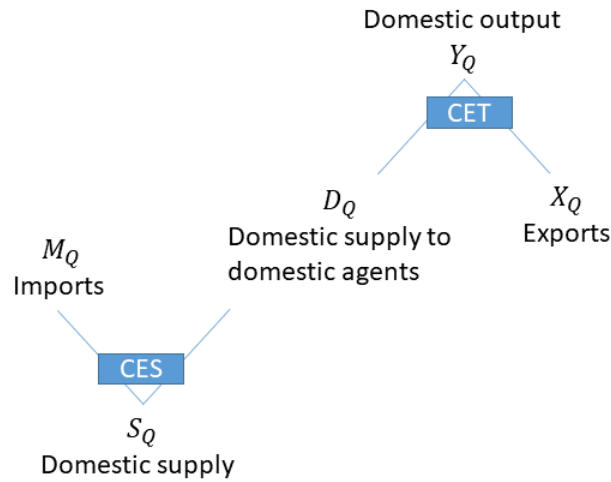 Domestic output
Y_Q
CET
D_Q
Domestic supply to
domestic agents
X_Q
Exports
M_Q
Imports
CES
S_Q
Domestic supply